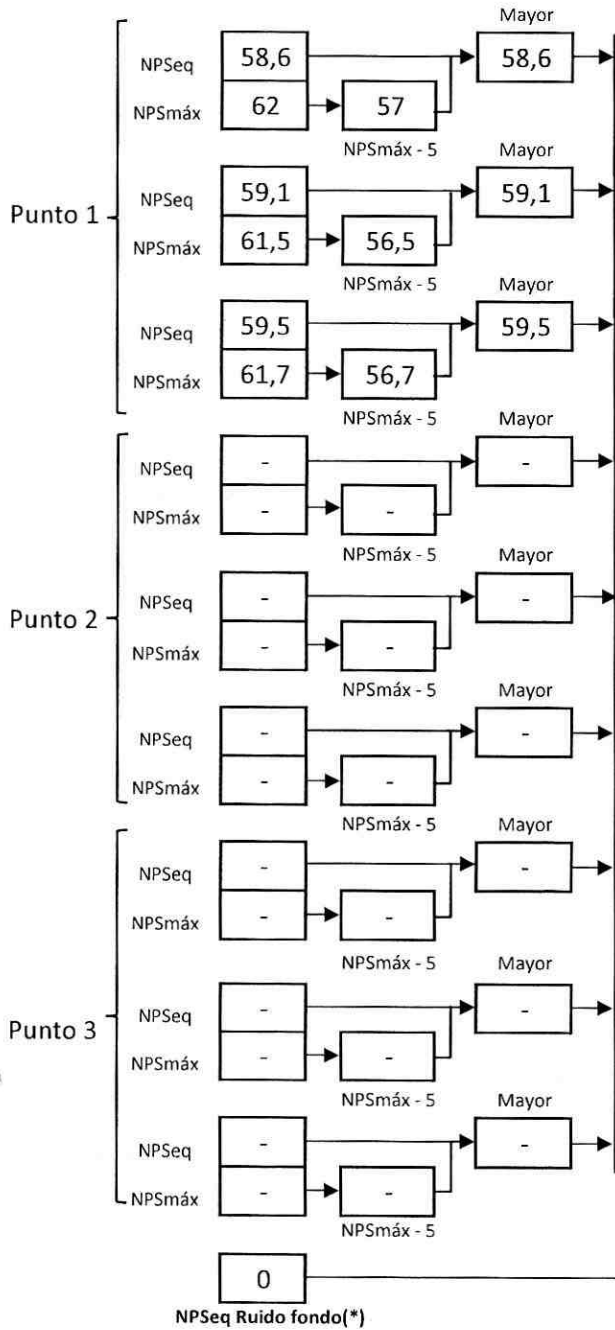 Mayor
NPSeq 58,6 58,6
NPSmáx 62 57
NPSmáx - 5
Mayor
Punto 1
NPSeq 59,1 59,1
NPSmáx 61,5 56,5
NPSmáx - 5
Mayor
NPSeq 59,5 59,5
NPSmáx 61,7 56,7
NPSmáx - 5
Mayor
NPSeq - -
NPSmáx - -
NPSmáx - 5
Mayor
Punto 2
NPSeq - -
NPSmáx - -
NPSmáx - 5
Mayor
NPSeq - -
NPSmáx - -
NPSmáx - 5
Mayor
NPSeq - -
NPSmáx - -
NPSmáx - 5
Mayor
Punto 3
NPSeq - -
NPSmáx - -
NPSmáx - 5
Mayor
NPSeq - -
NPSmáx - -
NPSmáx - 5
0
NPSeq Ruido fondo(*)